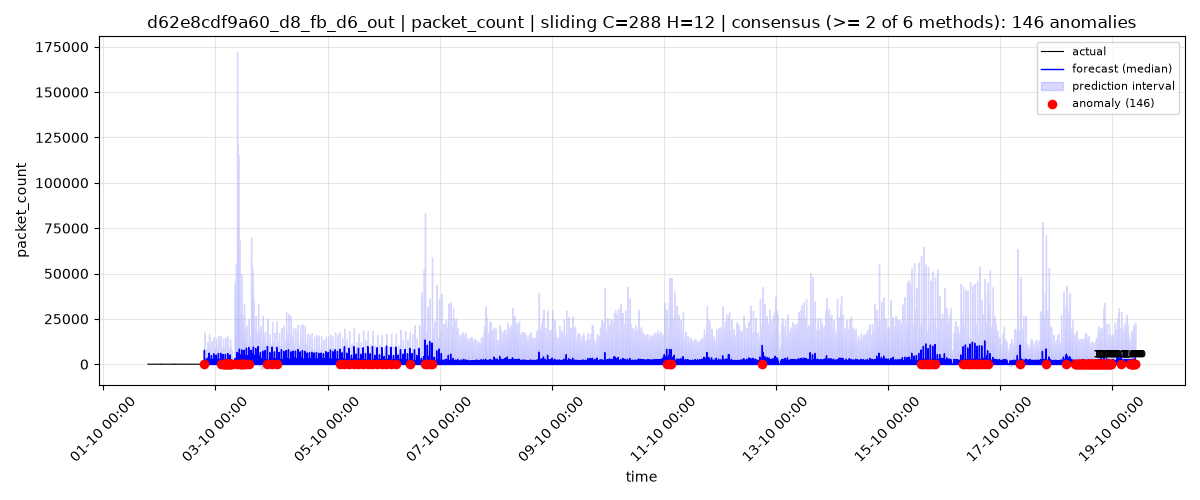 d62e8cdf9a60_d8_fb_d6_out | packet_count | sliding C=288 H=12 | consensus (>= 2 of 6 methods): 146 anomalies
175000
150000
125000
100000
75000
50000
25000
0
packet_count
actual
forecast (median)
prediction interval
anomaly (146)
01-10 00:00
03-10 00:00
05-10 00:00
07-10 00:00
09-10 00:00
11-10 00:00
13-10 00:00
15-10 00:00
17-10 00:00
19-10 00:00
time